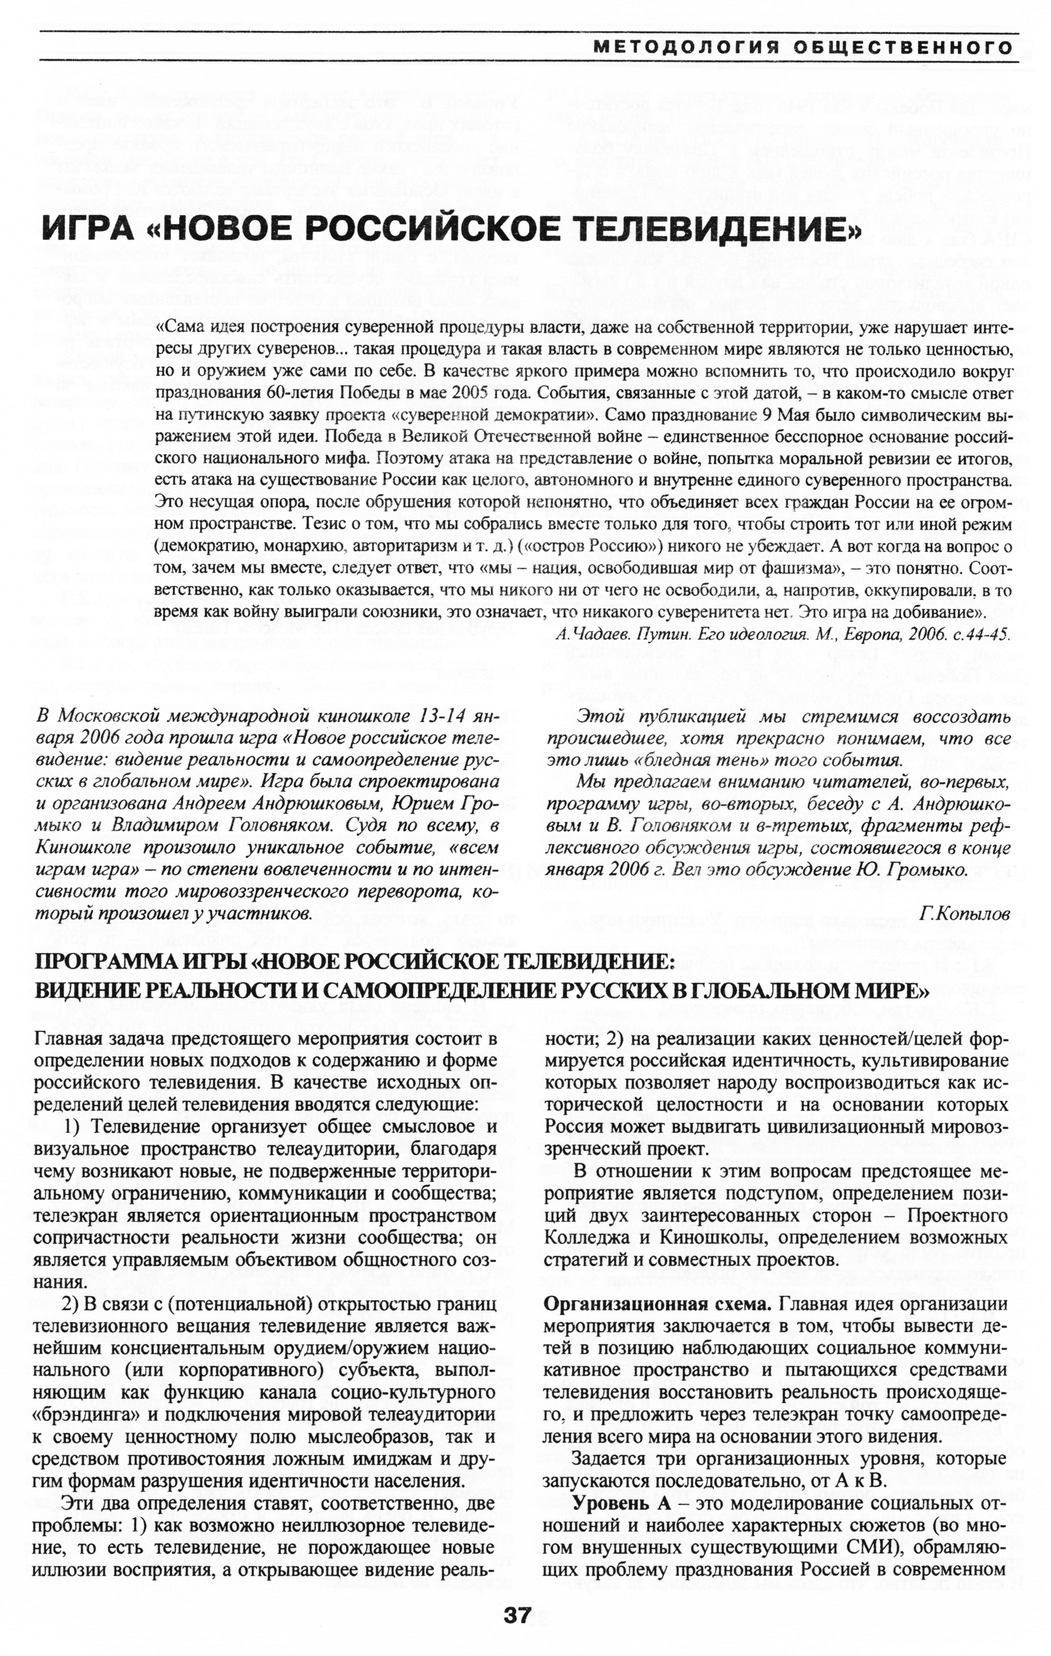 МЕТОДОЛОГИЯ ОБЩЕСТВЕННОГО
ИГРА «НОВОЕ РОССИЙСКОЕ ТЕЛЕВИДЕНИЕ»
«Сама идея построения суверенной процедуры власти, даже на собственной территории, уже нарушает инте-
ресы других суверенов... такая процедура и такая власть в современном мире являются не только ценностью,
но и оружием уже сами по себе. В качестве яркого примера можно вспомнить то, что происходило вокруг
празднования 60-летия Победы в мае 2005 года. События, связанные с этой датой, – в каком-то смысле ответ
на путинскую заявку проекта «суверенной демократии». Само празднование 9 Мая было символическим вы-
ражением этой идеи. Победа в Великой Отечественной войне – единственное бесспорное основание россий-
ского национального мифа. Поэтому атака на представление о войне, попытка моральной ревизии ее итогов,
есть атака на существование России как целого, автономного и внутренне единого суверенного пространства.
Это несущая опора, после обрушения которой непонятно, что объединяет всех граждан России на ее огром-
ном пространстве. Тезис о том, что мы собрались вместе только для того, чтобы строить тот или иной режим
(демократию, монархию, авторитаризм и т. д.) («остров Россию») никого не убеждает. А вот когда на вопрос о
том, зачем мы вместе, следует ответ, что «мы – нация, освободившая мир от фашизма», – это понятно. Соот-
ветственно, как только оказывается, что мы никого ни от чего не освободили, а, напротив, оккупировали, в то
время как войну выиграли союзники, это означает, что никакого суверенитета нет. Это игра на добивание».
А.Чадаев. Путин. Его идеология. М., Европа, 2006. с.44-45.
В Московской международной киношколе 13-14 ян-
варя 2006 года прошла игра «Новое российское теле-
видение: видение реальности и самоопределение рус-
ских в глобальном мире». Игра была спроектирована
и организована Андреем Андрюшковым, Юрием Гро-
мыко и Владимиром Головняком. Судя по всему, в
Киношколе произошло уникальное событие, «всем
играм игра» – по степени вовлеченности и по интен-
сивности того мировоззренческого переворота, ко-
торый произошел у участников.
Этой публикацией мы стремимся воссоздать
происшедшее, хотя прекрасно понимаем, что все
это лишь «бледная тень» того события.
Мы предлагаем вниманию читателей, во-первых,
программу игры, во-вторых, беседу с А. Андрюшко-
вым и В. Головняком и в-третьих, фрагменты реф-
лексивного обсуждения игры, состоявшегося в конце
января 2006 г. Вел это обсуждение Ю. Громыко.
Г.Копылов
ПРОГРАММА ИГРЫ «НОВОЕ РОССИЙСКОЕ ТЕЛЕВИДЕНИЕ:
ВИДЕНИЕ РЕАЛЬНОСТИ И САМООПРЕДЕЛЕНИЕ РУССКИХ В ГЛОБАЛЬНОМ МИРЕ»
Главная задача предстоящего мероприятия состоит в
определении новых подходов к содержанию и форме
российского телевидения. В качестве исходных оп-
ределений целей телевидения вводятся следующие:
1) Телевидение организует общее смысловое и
визуальное пространство телеаудитории, благодаря
чему возникают новые, не подверженные территори-
альному ограничению, коммуникации и сообщества;
телеэкран является ориентационным пространством
сопричастности реальности жизни сообщества; он
является управляемым объективом общностного соз-
нания.
2) В связи с (потенциальной) открытостью границ
телевизионного вещания телевидение является важ-
нейшим консциентальным орудием/оружием нацио-
нального (или корпоративного) субъекта, выпол-
няющим как функцию канала социо-культурного
«брэндинга» и подключения мировой телеаудитории
к своему ценностному полю мыслеобразов, так и
средством противостояния ложным имиджам и дру-
гим формам разрушения идентичности населения.
Эти два определения ставят, соответственно, две
проблемы: 1) как возможно неиллюзорное телевиде-
ние, то есть телевидение, не порождающее новые
иллюзии восприятия, а открывающее видение реаль-
ности; 2) на реализации каких ценностей/целей фор-
мируется российская идентичность, культивирование
которых позволяет народу воспроизводиться как ис-
торической целостности и на основании которых
Россия может выдвигать цивилизационный мировоз-
зренческий проект.
В отношении к этим вопросам предстоящее ме-
роприятие является подступом, определением пози-
ций двух заинтересованных сторон – Проектного
Колледжа и Киношколы, определением возможных
стратегий и совместных проектов.
Организационная схема. Главная идея организации
мероприятия заключается в том, чтобы вывести де-
тей в позицию наблюдающих социальное коммуни-
кативное пространство и пытающихся средствами
телевидения восстановить реальность происходяще-
го, и предложить через телеэкран точку самоопреде-
ления всего мира на основании этого видения.
Задается три организационных уровня, которые
запускаются последовательно, от А к В.
Уровень А – это моделирование социальных от-
ношений и наиболее характерных сюжетов (во мно-
гом внушенных существующими СМИ), обрамляю-
щих проблему празднования Россией в современном
37